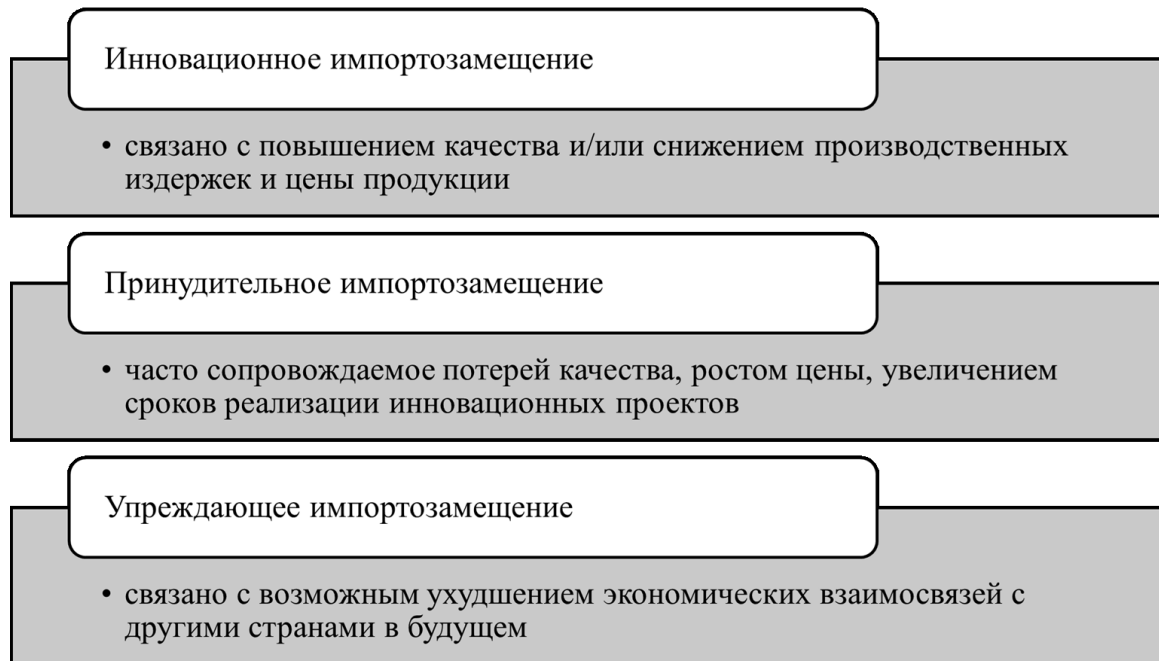 Инновационное импортозамещение
• связано с повышением качества и/или снижением производственных
издержек и цены продукции
Принудительное импортозамещение
• часто сопровождаемое потерей качества, ростом цены, увеличением
сроков реализации инновационных проектов
Упреждающее импортозамещение
• связано с возможным ухудшением экономических взаимосвязей с
другими странами в будущем